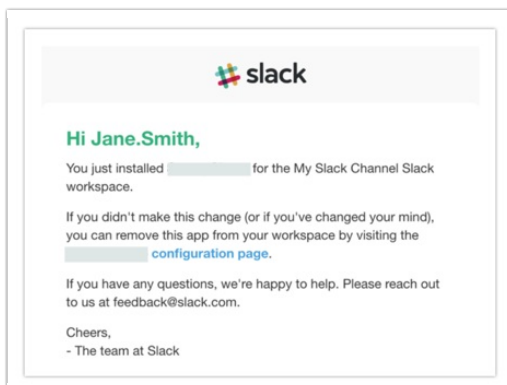 slack
Hi Jane.Smith,
You just installed for the My Slack Channel Slack
workspace.
If you didn't make this change (or if you've changed your mind),
you can remove this app from your workspace by visiting the
configuration page.
If you have any questions, we're happy to help. Please reach out
to us at feedback@slack.com.
Cheers,
- The team at Slack